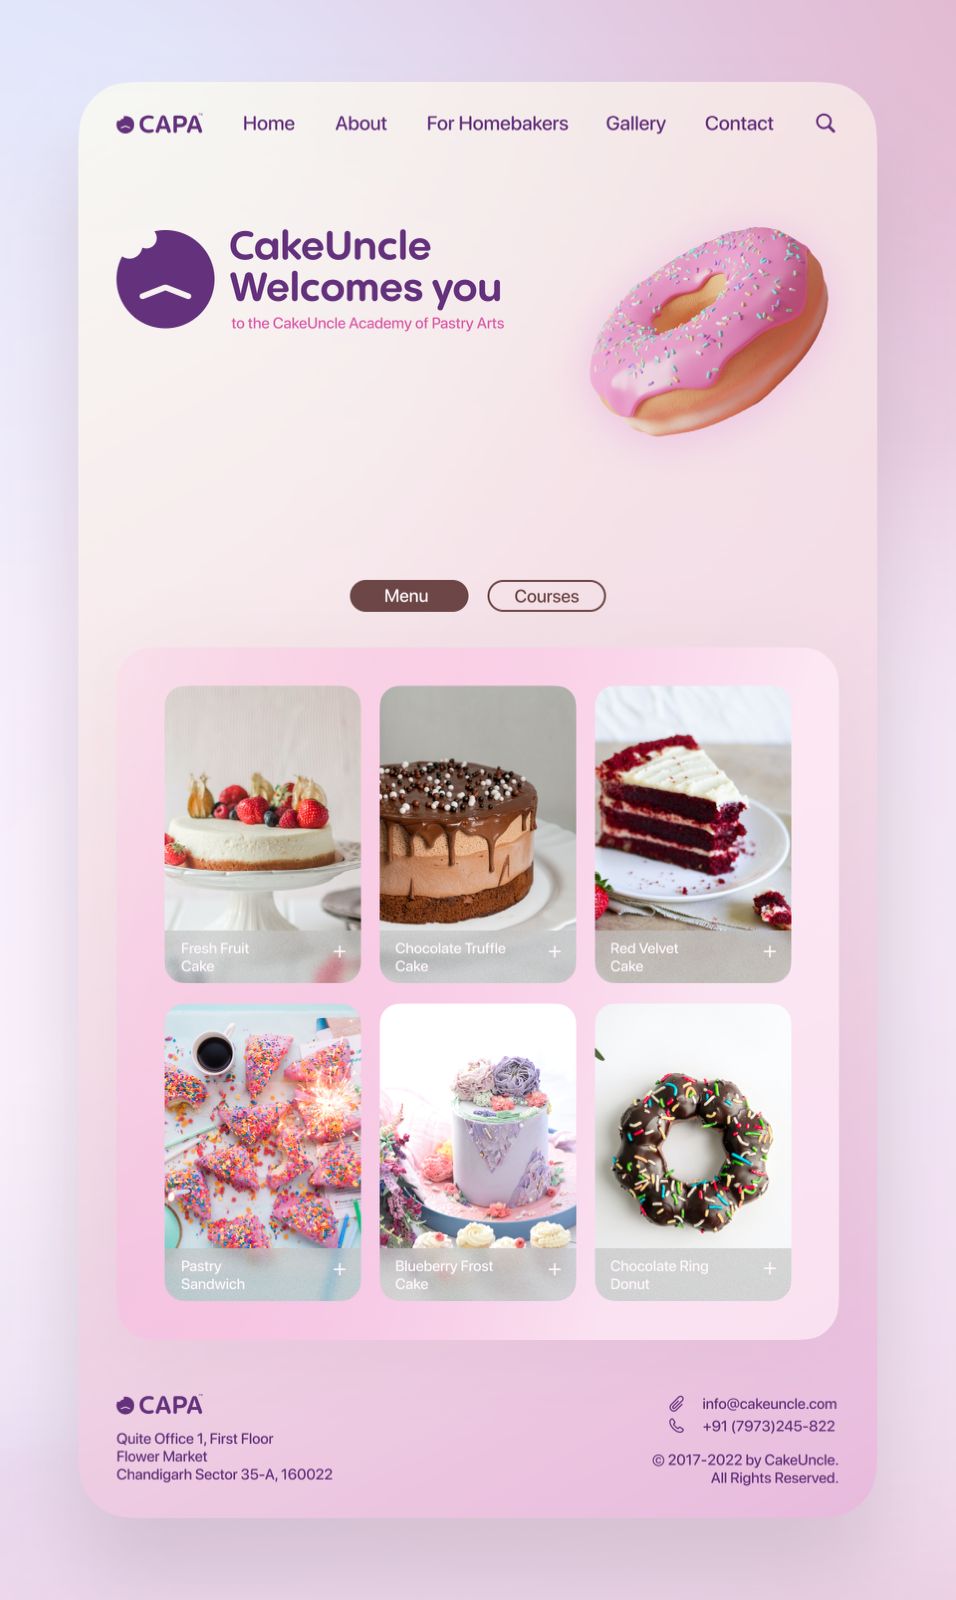 CAPA™ Home About For Homebakers Gallery Contact
CakeUncle
Welcomes you
to the CakeUncle Academy of Pastry Arts
Menu Courses
Fresh Fruit
Cake
+
Chocolate Truffle
Cake
+
Red Velvet
Cake
+
Pastry
Sandwich
+
Blueberry Frost
Cake
+
Chocolate Ring
Donut
+
CAPA™
Quite Office 1, First Floor
Flower Market
Chandigarh Sector 35-A, 160022
info@cakeuncle.com
+91 (7973)245-822
© 2017-2022 by CakeUncle.
All Rights Reserved.